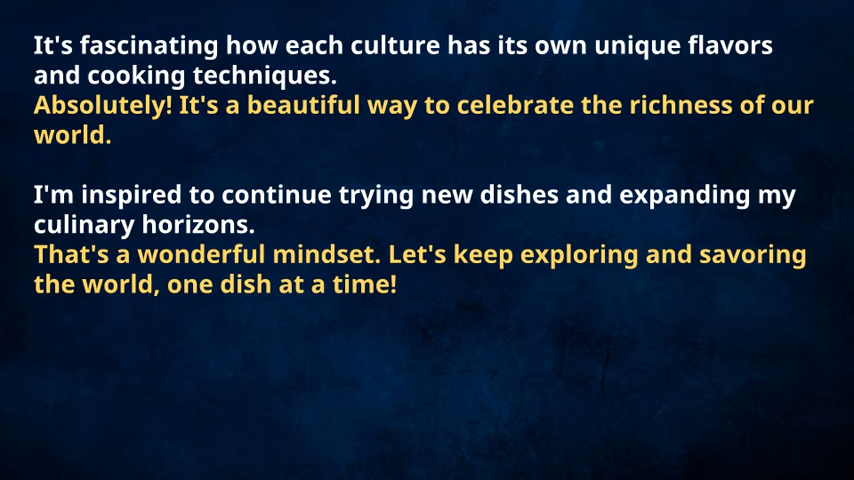 It's fascinating how each culture has its own unique flavors
and cooking techniques.
Absolutely! It's a beautiful way to celebrate the richness of our
world.
I'm inspired to continue trying new dishes and expanding my
culinary horizons.
That's a wonderful mindset. Let's keep exploring and savoring
the world, one dish at a time!